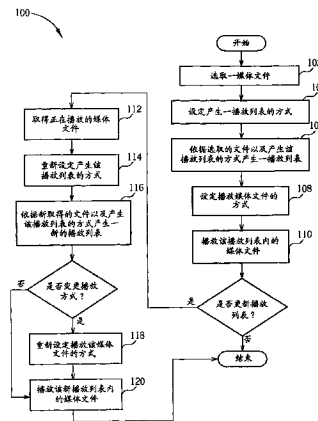 100
开始
选取一媒体文件
设定产生一播放列表的方式
依据选取的文件以及产生该
播放列表的方式产生一播放列表
设定播放媒体文件的
方式
108
播放该播放列表内的
媒体文件
110
是否更新播放
列表?
是
否
结束
取得正在播放的媒体
文件
112
重新设定产生该
播放列表的方式
114
依据新取得的文件以及产生
该播放列表的方式产生一
新的播放列表
116
是否变更播放
方式?
否
是
重新设定播放该媒体
文件的方式
118
播放该新播放列表内
的媒体文件
120